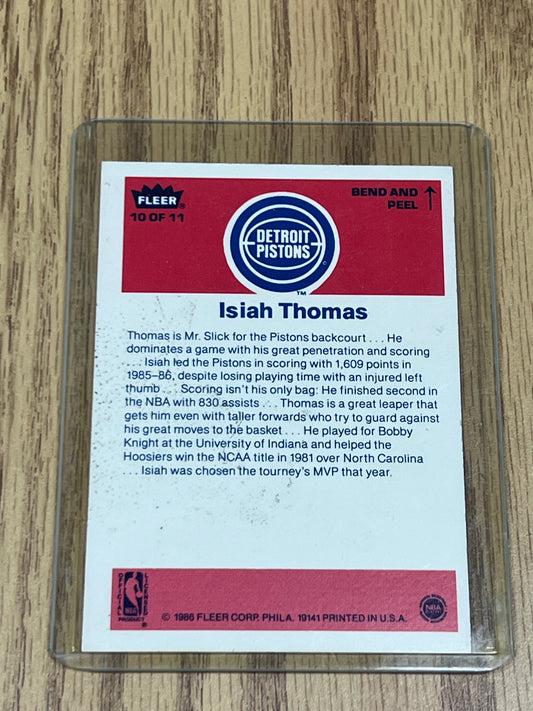 FLEER
10 OF 11
BEND AND
PEEL ↑
DETROIT
PISTONS
TM
Isiah Thomas
Thomas is Mr. Slick for the Pistons backcourt . . . He
dominates a game with his great penetration and scoring
. . . Isiah led the Pistons in scoring with 1,609 points in
1985–86, despite losing playing time with an injured left
thumb . . . Scoring isn't his only bag: He finished second in
the NBA with 830 assists . . . Thomas is a great leaper that
gets him even with taller forwards who try to guard against
his great moves to the basket . . . He played for Bobby
Knight at the University of Indiana and helped the
Hoosiers win the NCAA title in 1981 over North Carolina
. . . Isiah was chosen the tourney's MVP that year.
OFFICIAL
LICENSED
NBA
PRODUCT
®
© 1986 FLEER CORP. PHILA. 19141 PRINTED IN U.S.A.
NBA